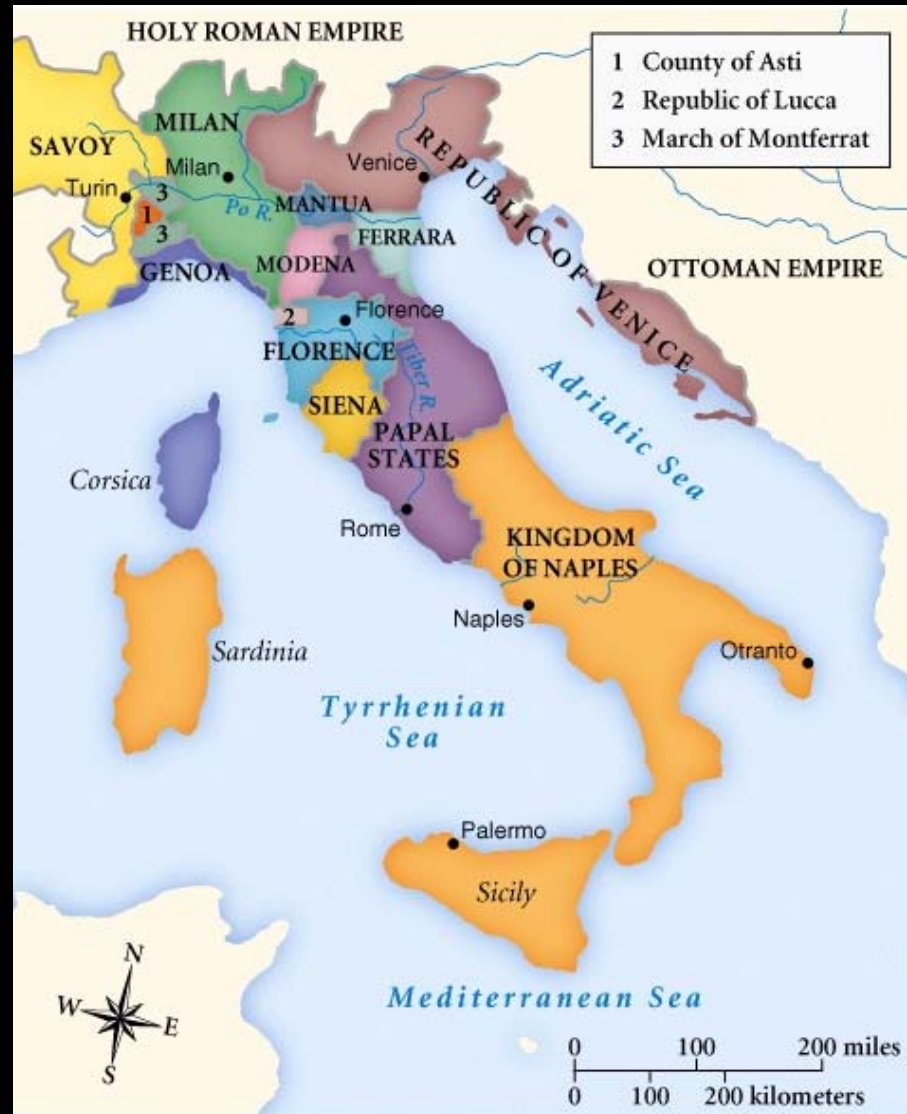 HOLY ROMAN EMPIRE
1 County of Asti
2 Republic of Lucca
3 March of Montferrat
SAVOY
MILAN
Milan
Turin
Venice
REPUBLIC OF VENICE
3
1
3
Po R.
MANTUA
FERRARA
GENOA
MODENA
OTTOMAN EMPIRE
2
Florence
FLORENCE
Tiber R.
SIENA
PAPAL
STATES
Adriatic Sea
Corsica
Rome
KINGDOM
OF NAPLES
Naples
Otranto
Sardinia
Tyrrhenian
Sea
Palermo
Sicily
Mediterranean Sea
N
W
E
S
0 100 200 miles
0 100 200 kilometers